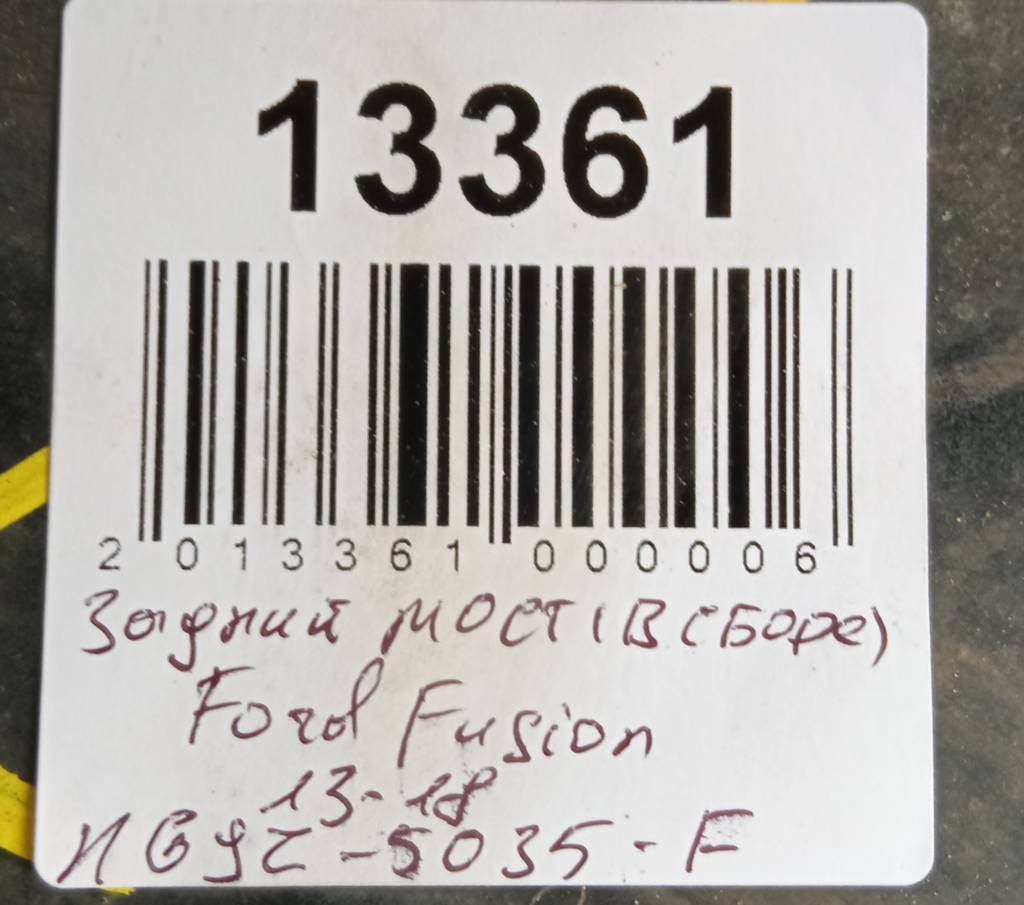 13361
2 013361 000006
Задний мост (в сборе)
Ford Fusion
13-18
HG9Z-5035-F